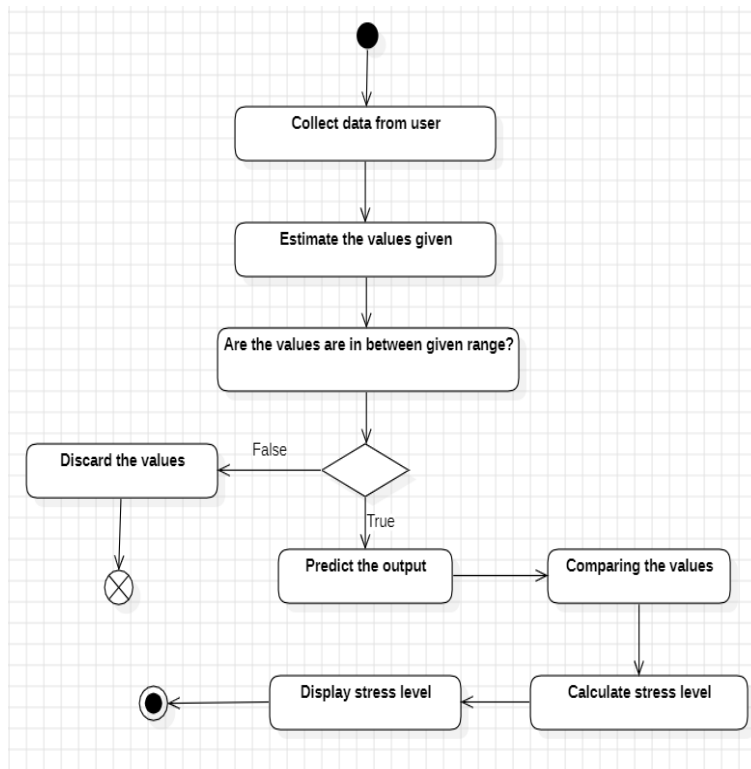 Collect data from user
Estimate the values given
Are the values are in between given range?
False
Discard the values
True
Predict the output
Comparing the values
Display stress level
Calculate stress level